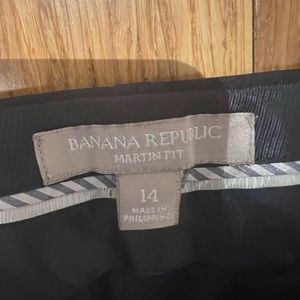 BANANA REPUBLIC
MARTIN FIT
14
MADE IN
PHILIPPINES